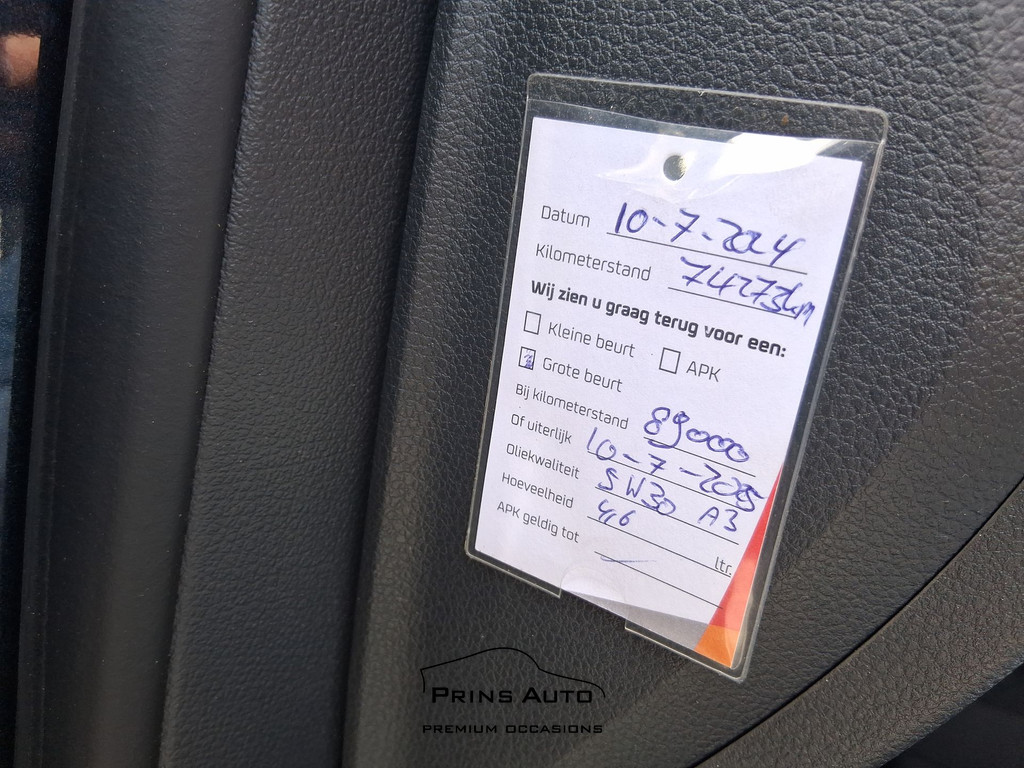 Datum 10-7-2024
Kilometerstand 74273km
Wij zien u graag terug voor een:
Kleine beurt APK
Grote beurt
Bij kilometerstand 89000
Of uiterlijk 10-7-2025
Oliekwaliteit 5W30 A3
Hoeveelheid 4,6 ltr.
APK geldig tot
PRINS AUTO
PREMIUM OCCASIONS